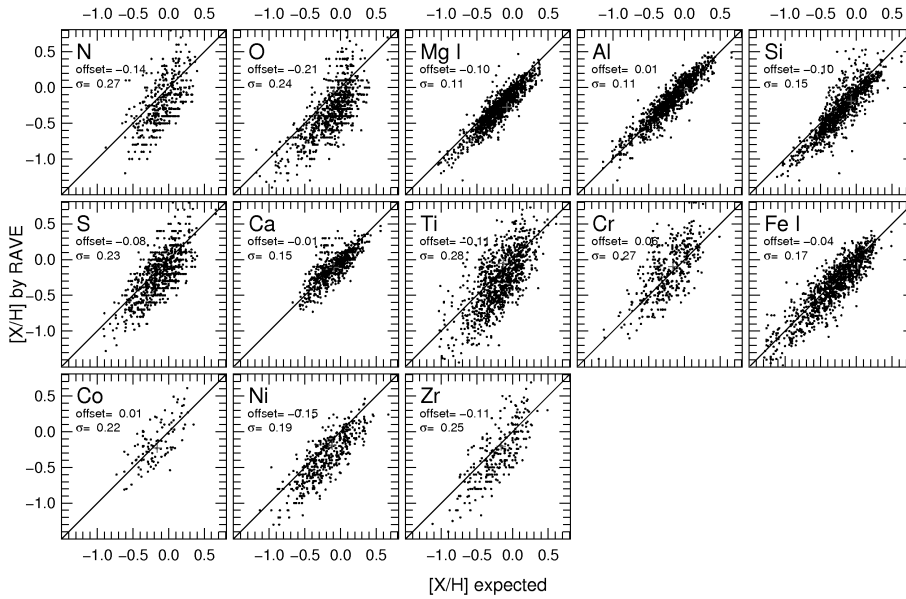 −1.0 −0.5 0.0 0.5 −1.0 −0.5 0.0 0.5 −1.0 −0.5 0.0 0.5 −1.0 −0.5 0.0 0.5 −1.0 −0.5 0.0 0.5
N
offset= −0.14
σ= 0.27
O
offset= −0.21
σ= 0.24
Mg I
offset= −0.10
σ= 0.11
Al
offset= 0.01
σ= 0.11
Si
offset= −0.10
σ= 0.15
0.5
0.0
−0.5
−1.0
S
offset= −0.08
σ= 0.23
Ca
offset= −0.01
σ= 0.15
Ti
offset= −0.11
σ= 0.28
Cr
offset= 0.06
σ= 0.27
Fe I
offset= −0.04
σ= 0.17
0.5
0.0
−0.5
−1.0
[X/H] by RAVE
Co
offset= 0.01
σ= 0.22
Ni
offset= −0.15
σ= 0.19
Zr
offset= −0.11
σ= 0.25
0.5
0.0
−0.5
−1.0
−1.0 −0.5 0.0 0.5 −1.0 −0.5 0.0 0.5 −1.0 −0.5 0.0 0.5
[X/H] expected